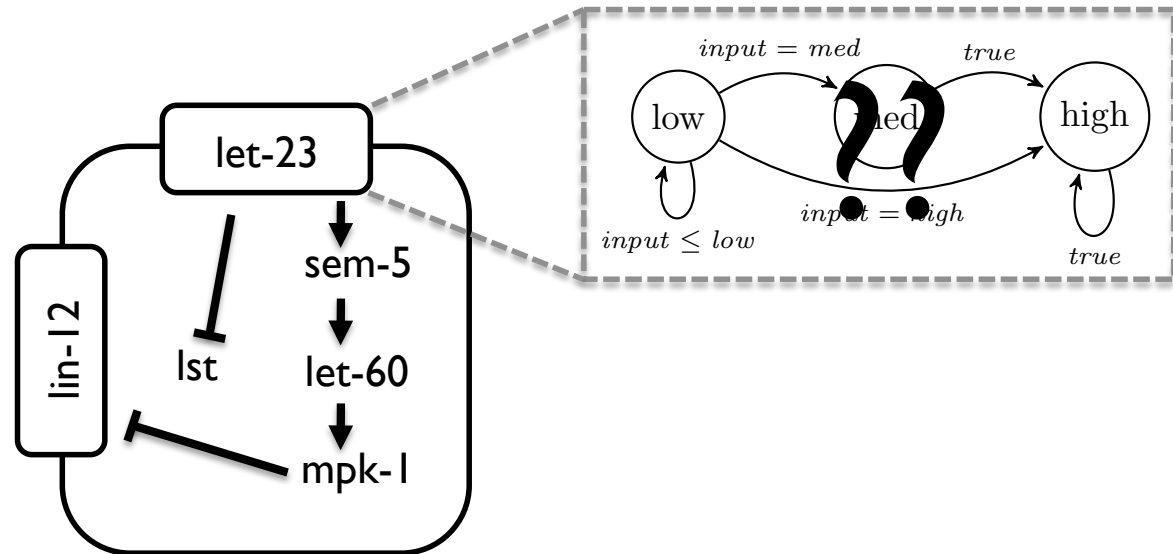 let-23
sem-5
lst
let-60
mpk-1
lin-12
input = med
true
low
med
??
high
input = high
input ≤ low
true